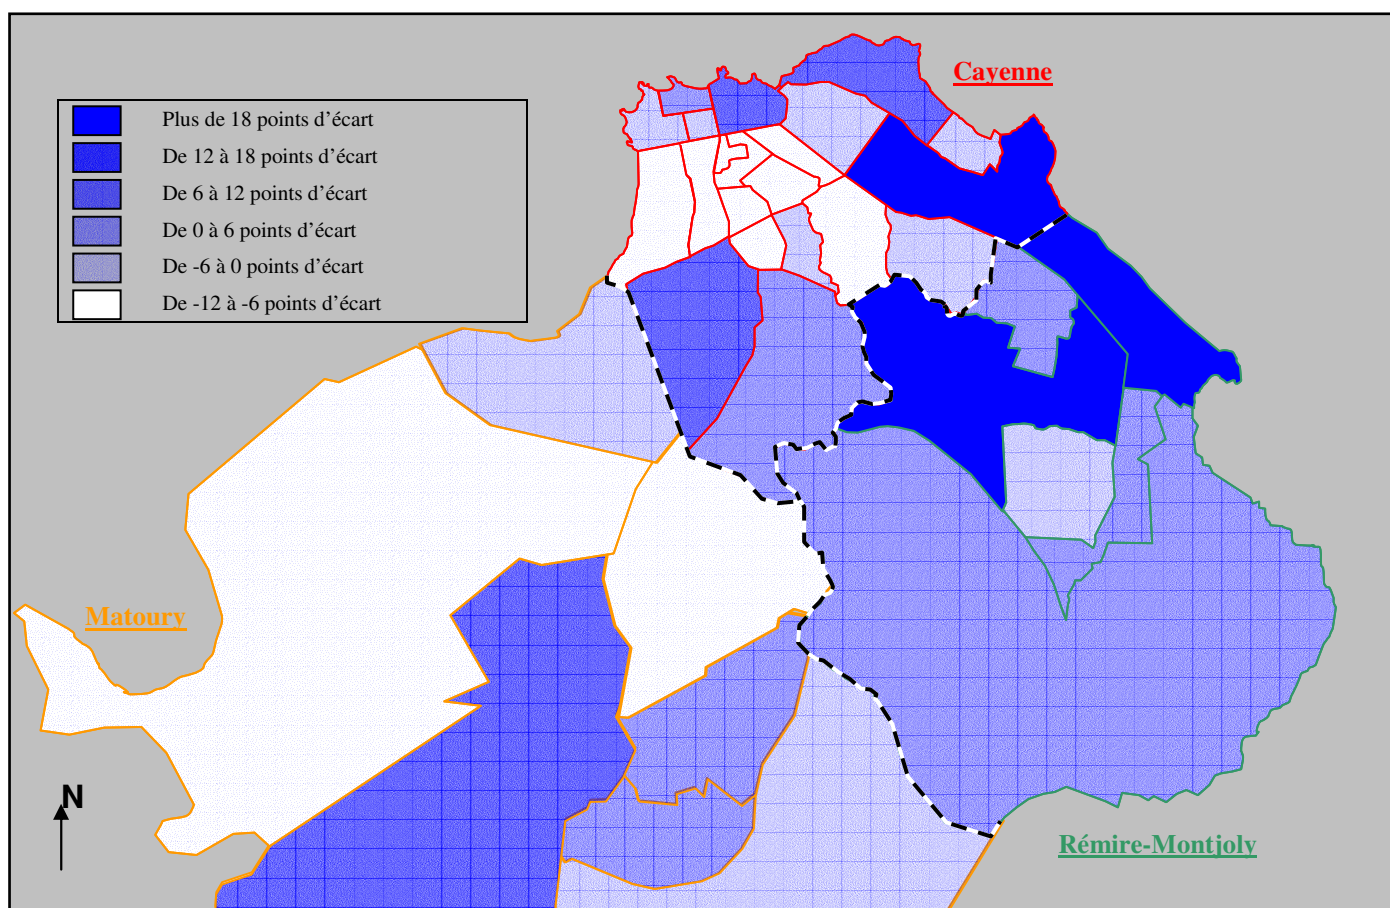 Cayenne
Plus de 18 points d’écart
De 12 à 18 points d’écart
De 6 à 12 points d’écart
De 0 à 6 points d’écart
De -6 à 0 points d’écart
De -12 à -6 points d’écart
Matoury
N
Rémire-Montjoly